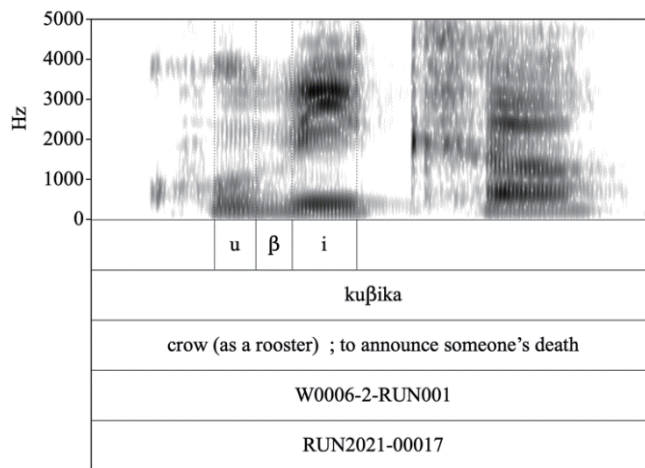 5000
4000
3000
Hz
2000
1000
0
u β i
kuβika
crow (as a rooster) ; to announce someone’s death
W0006-2-RUN001
RUN2021-00017